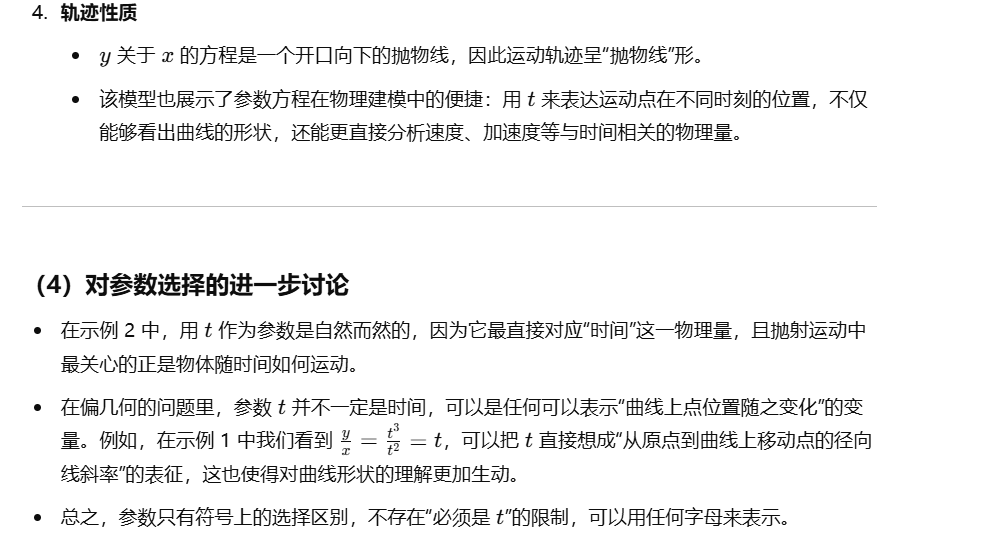 4. 轨迹性质
• y 关于 x 的方程是一个开口向下的抛物线，因此运动轨迹呈“抛物线”形。
• 该模型也展示了参数方程在物理建模中的便捷：用 t 来表达运动点在不同时刻的位置，不仅
能够看出曲线的形状，还能更直接分析速度、加速度等与时间相关的物理量。
（4）对参数选择的进一步讨论
• 在示例 2 中，用 t 作为参数是自然而然的，因为它最直接对应“时间”这一物理量，且抛射运动中
最关心的正是物体随时间如何运动。
• 在偏几何的问题里，参数 t 并不一定是时间，可以是任何可以表示“曲线上点位置随之变化”的变
量。例如，在示例 1 中我们看到 y/x = t³/t² = t，可以把 t 直接想成“从原点到曲线上移动点的径向
线斜率”的表征，这也使得对曲线形状的理解更加生动。
• 总之，参数只有符号上的选择区别，不存在“必须是 t”的限制，可以用任何字母来表示。